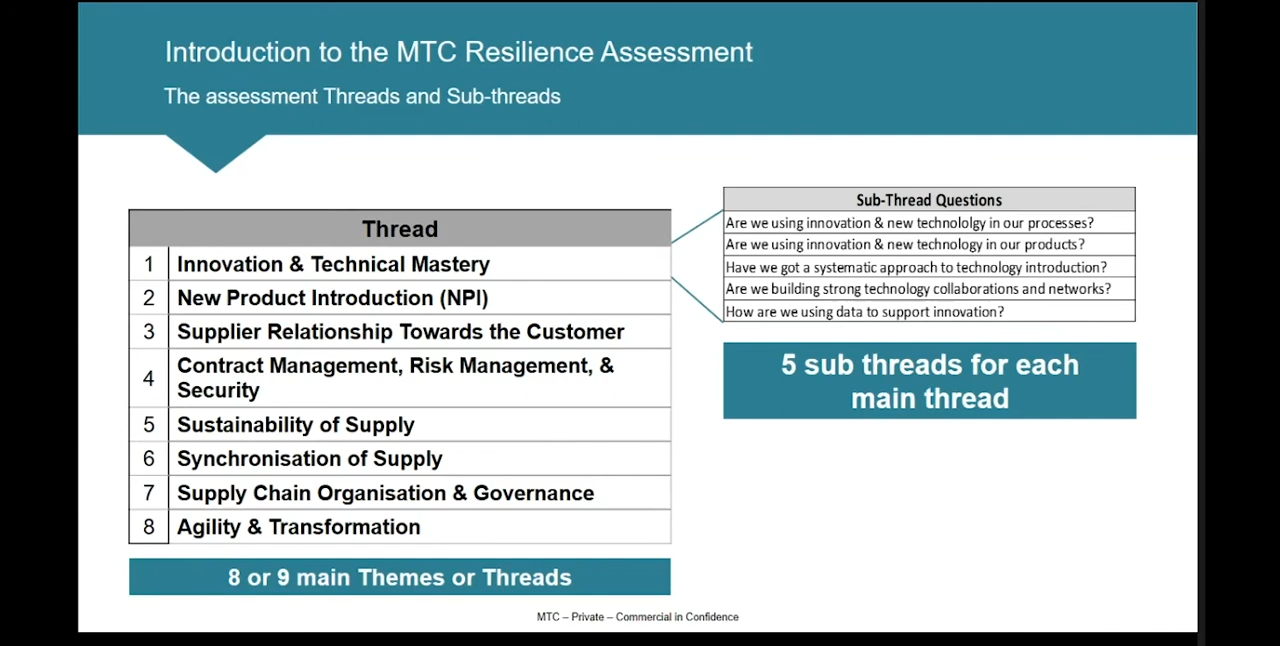 Introduction to the MTC Resilience Assessment
The assessment Threads and Sub-threads
Thread
1 Innovation & Technical Mastery
2 New Product Introduction (NPI)
3 Supplier Relationship Towards the Customer
4 Contract Management, Risk Management, &
Security
5 Sustainability of Supply
6 Synchronisation of Supply
7 Supply Chain Organisation & Governance
8 Agility & Transformation
8 or 9 main Themes or Threads
Sub-Thread Questions
Are we using innovation & new technololgy in our processes?
Are we using innovation & new technology in our products?
Have we got a systematic approach to technology introduction?
Are we building strong technology collaborations and networks?
How are we using data to support innovation?
5 sub threads for each
main thread
MTC – Private – Commercial in Confidence